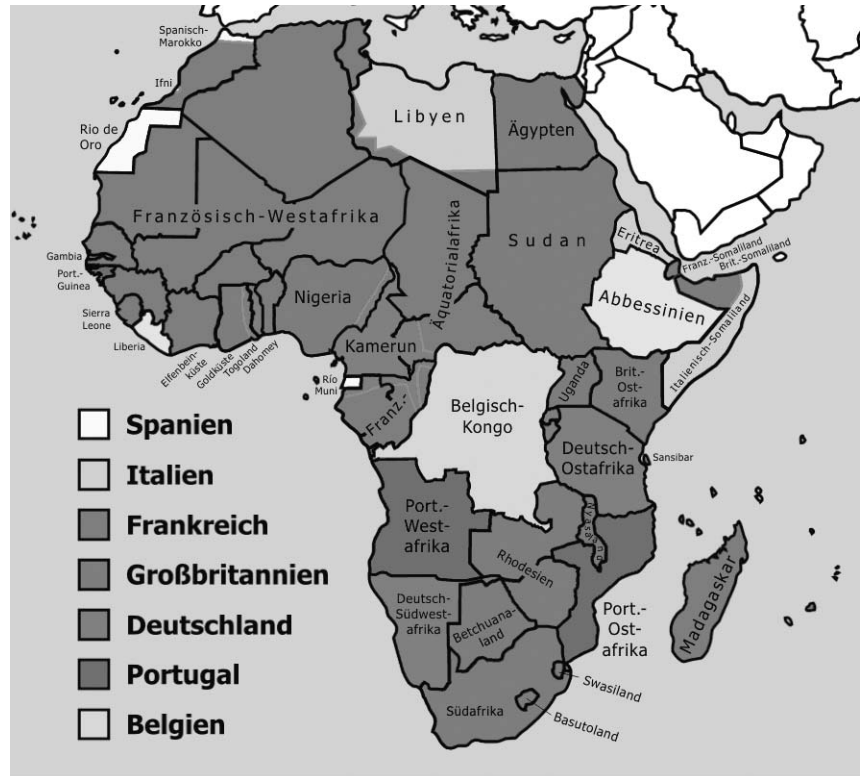 Spanisch-
Marokko
Ifni
Rio de
Oro
Libyen
Ägypten
Französisch-Westafrika
Äquatorialafrika
Sudan
Eritrea
Franz.-Somaliland
Brit.-Somaliland
Gambia
Port.-
Guinea
Sierra
Leone
Liberia
Elfenbein-
küste
Goldküste
Togoland
Dahomey
Nigeria
Kamerun
Río
Muni
Franz.-
Abbessinien
Italienisch-Somaliland
Uganda
Brit.-
Ost-
afrika
Belgisch-
Kongo
Deutsch-
Ostafrika
Sansibar
Spanien
Italien
Frankreich
Großbritannien
Deutschland
Portugal
Belgien
Port.-
West-
afrika
Rhodesien
Deutsch-
Südwest-
afrika
Betchuana-
land
Port.-
Ost-
afrika
Madagaskar
Swasiland
Südafrika
Basutoland